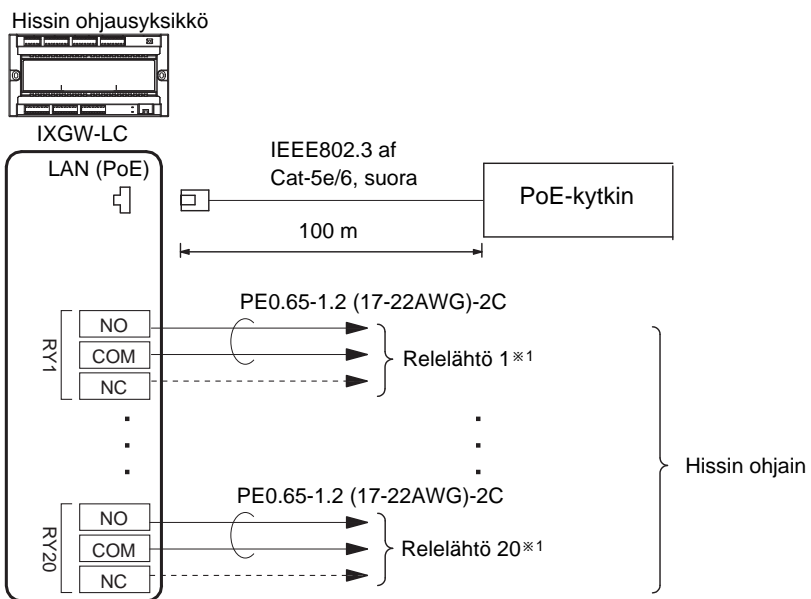 Hissin ohjausyksikkö
IXGW-LC
LAN (PoE)
IEEE802.3 af
Cat-5e/6, suora
PoE-kytkin
100 m
PE0.65-1.2 (17-22AWG)-2C
RY1
NO
COM
NC
Relelähtö 1※1
Hissin ohjain
PE0.65-1.2 (17-22AWG)-2C
RY20
NO
COM
NC
Relelähtö 20※1